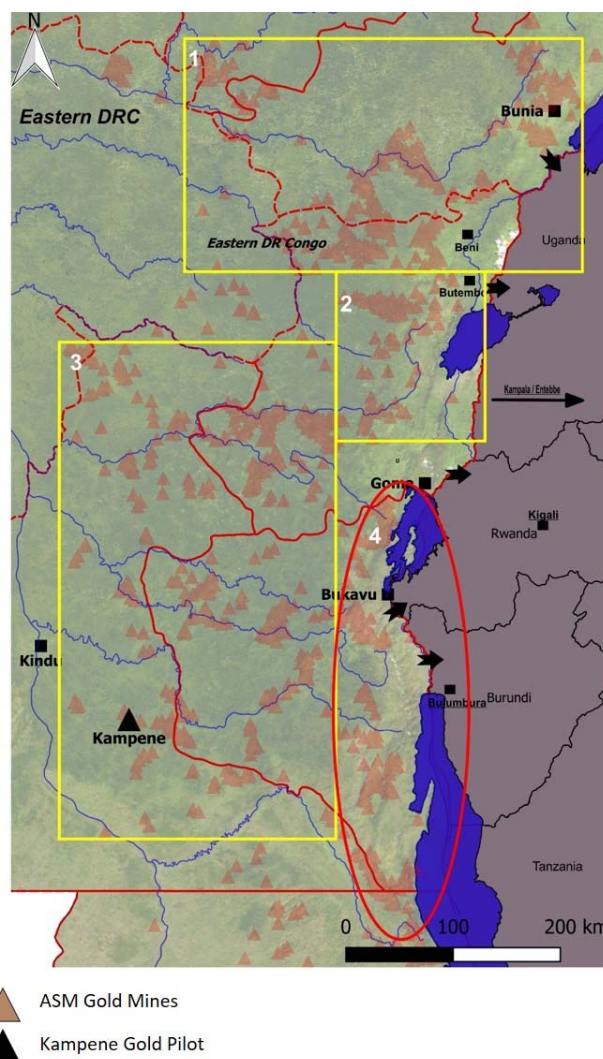 N
1
Eastern DRC
Bunia
Eastern DR Congo
Beni
Uganda
2
Butembo
3
Kampala / Entebbe
Goma
4
Kigali
Rwanda
Bukavu
Kindu
Bujumbura
Burundi
Kampene
Tanzania
0 100 200 km
ASM Gold Mines
Kampene Gold Pilot